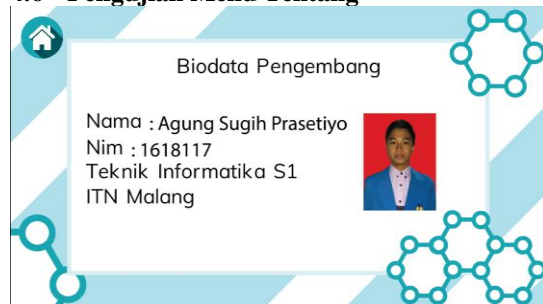 Biodata Pengembang
Nama : Agung Sugih Prasetiyo
Nim : 1618117
Teknik Informatika S1
ITN Malang